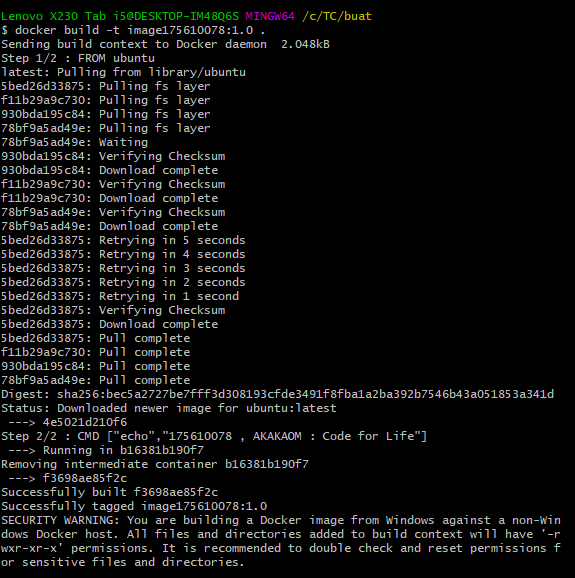 Lenovo X230 Tab i5@DESKTOP-IM48Q6S MINGW64 /c/TC/buat
$ docker build -t image175610078:1.0 .
Sending build context to Docker daemon  2.048kB
Step 1/2 : FROM ubuntu
latest: Pulling from library/ubuntu
5bed26d33875: Pulling fs layer
f11b29a9c730: Pulling fs layer
930bda195c84: Pulling fs layer
78bf9a5ad49e: Pulling fs layer
78bf9a5ad49e: Waiting
930bda195c84: Verifying Checksum
930bda195c84: Download complete
f11b29a9c730: Verifying Checksum
f11b29a9c730: Download complete
78bf9a5ad49e: Verifying Checksum
78bf9a5ad49e: Download complete
5bed26d33875: Retrying in 5 seconds
5bed26d33875: Retrying in 4 seconds
5bed26d33875: Retrying in 3 seconds
5bed26d33875: Retrying in 2 seconds
5bed26d33875: Retrying in 1 second
5bed26d33875: Verifying Checksum
5bed26d33875: Download complete
5bed26d33875: Pull complete
f11b29a9c730: Pull complete
930bda195c84: Pull complete
78bf9a5ad49e: Pull complete
Digest: sha256:bec5a2727be7fff3d308193cfde3491f8fba1a2ba392b7546b43a051853a341d
Status: Downloaded newer image for ubuntu:latest
 ---> 4e5021d210f6
Step 2/2 : CMD ["echo","175610078 , AKAKAOM : Code for Life"]
 ---> Running in b16381b190f7
Removing intermediate container b16381b190f7
 ---> f3698ae85f2c
Successfully built f3698ae85f2c
Successfully tagged image175610078:1.0
SECURITY WARNING: You are building a Docker image from Windows against a non-Win
dows Docker host. All files and directories added to build context will have '-r
wxr-xr-x' permissions. It is recommended to double check and reset permissions f
or sensitive files and directories.